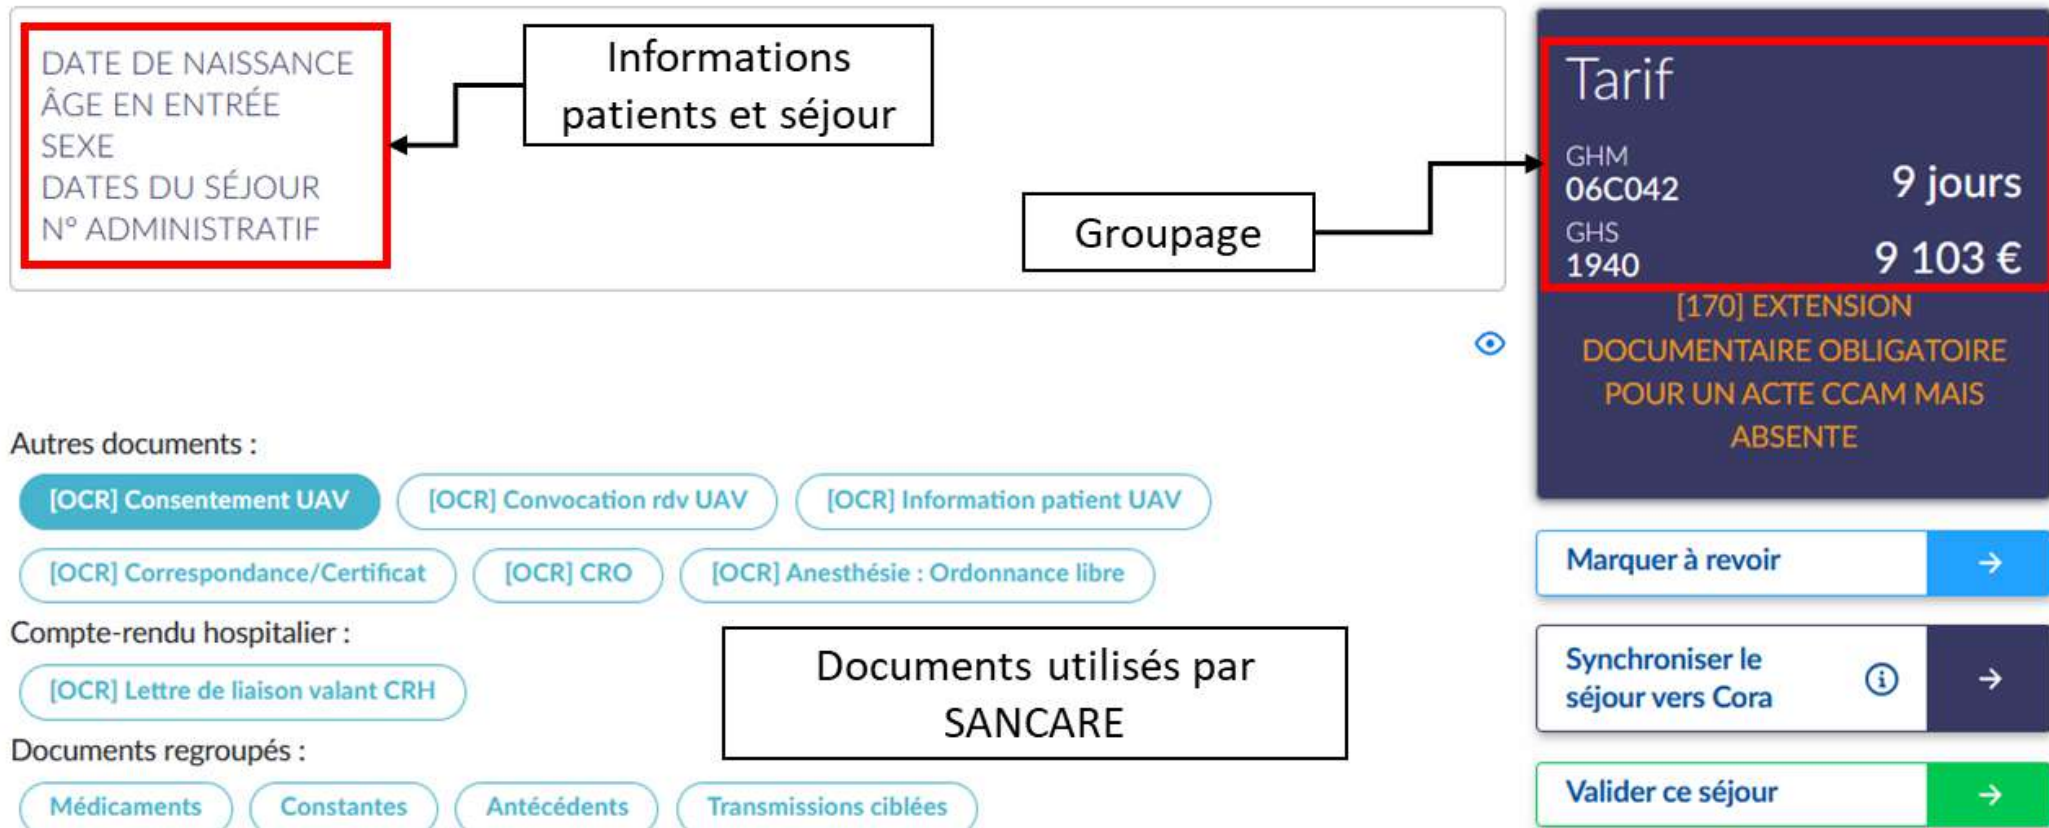 DATE DE NAISSANCE
ÂGE EN ENTRÉE
SEXE
DATES DU SÉJOUR
N° ADMINISTRATIF
Informations
patients et séjour
Groupage
Tarif
GHM
06C042 9 jours
GHS
1940 9 103 €
[170] EXTENSION
DOCUMENTAIRE OBLIGATOIRE
POUR UN ACTE CCAM MAIS
ABSENTE
Autres documents :
[OCR] Consentement UAV [OCR] Convocation rdv UAV [OCR] Information patient UAV
[OCR] Correspondance/Certificat [OCR] CRO [OCR] Anesthésie : Ordonnance libre
Compte-rendu hospitalier :
[OCR] Lettre de liaison valant CRH
Documents regroupés :
Médicaments Constantes Antécédents Transmissions ciblées
Documents utilisés par
SANCARE
Marquer à revoir
Synchroniser le
séjour vers Cora
Valider ce séjour